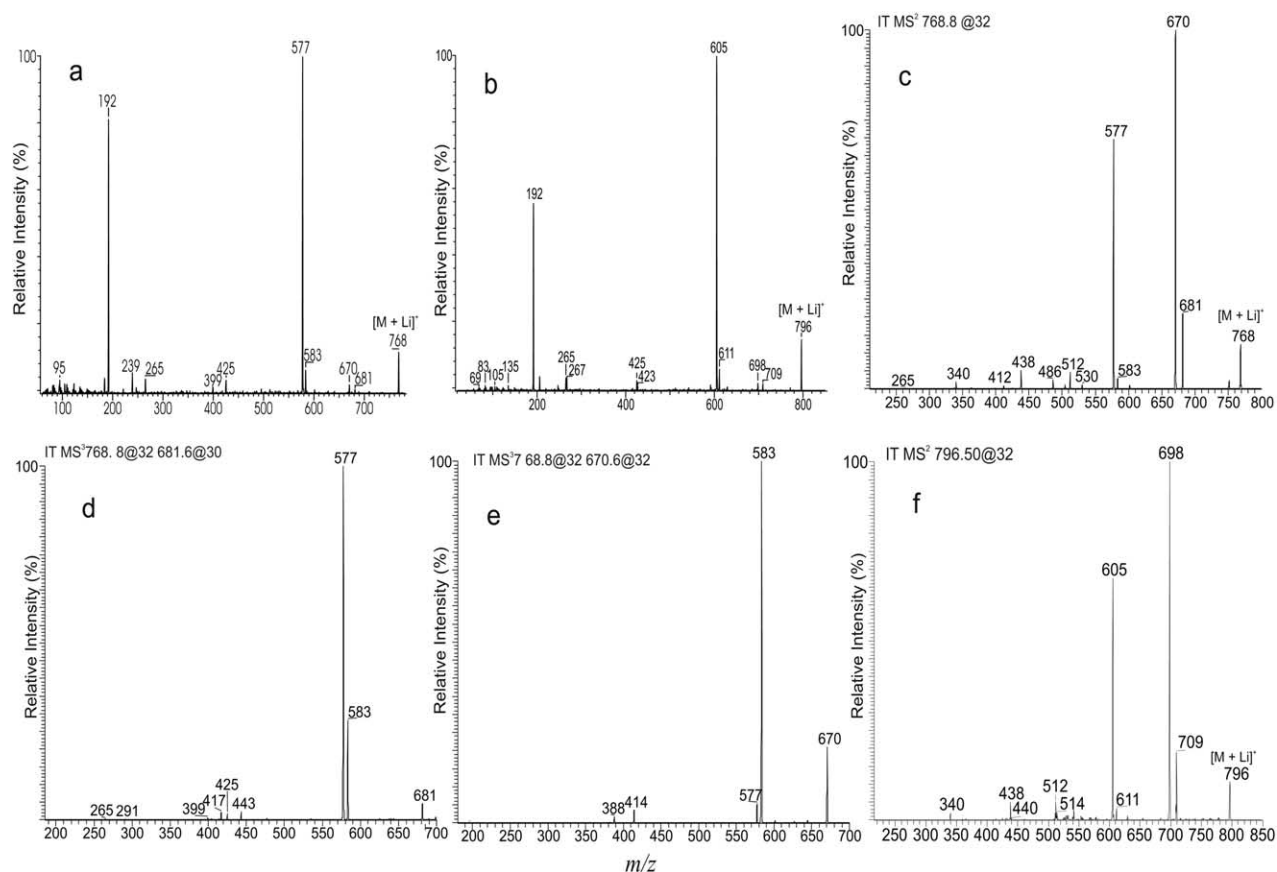 a
Relative Intensity (%)
100
192
577
95
239
265
399
425
583
670
681
[M + Li]+
768
100 200 300 400 500 600 700
b
Relative Intensity (%)
100
192
605
69
83
105
135
265
267
425
423
611
698
709
[M + Li]+
796
200 400 600 800
IT MS2 768.8 @32
c
Relative Intensity (%)
100
670
577
681
[M + Li]+
768
265
340
412
438
486
512
530
583
250 300 350 400 450 500 550 600 650 700 750 800
IT MS3768. 8@32 681.6@30
d
Relative Intensity (%)
100
577
583
681
265 291
399
417
425
443
200 250 300 350 400 450 500 550 600 650 700
IT MS37 68.8@32 670.6@32
e
Relative Intensity (%)
100
583
670
577
388
414
200 250 300 350 400 450 500 550 600 650 700
IT MS2 796.50@32
f
Relative Intensity (%)
100
698
605
709
[M + Li]+
796
340
438
440
512
514
611
250 300 350 400 450 500 550 600 650 700 750 800 850
m/z